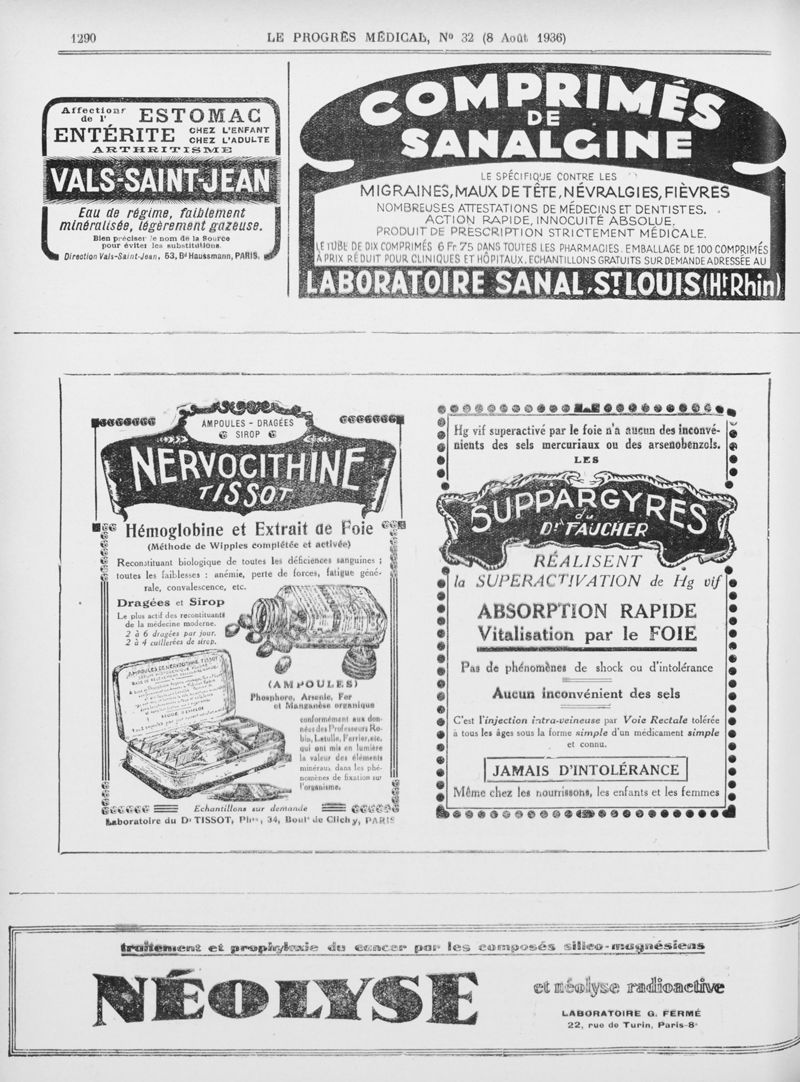 1290
LE PROGRÈS MÉDICAL, No 32 (8 Août 1936)
Affections de l' ESTOMAC
ENTÉRITE CHEZ L'ENFANT CHEZ L'ADULTE
ARTHRITISME
VALS-SAINT-JEAN
Eau de régime, faiblement
minéralisée, légèrement gazeuse.
Bien préciser le nom de la Source
pour éviter les substitutions.
Direction Vals-Saint-Jean, 53, Bd Haussmann, PARIS.
COMPRIMÉS
DE
SANALGINE
LE SPÉCIFIQUE CONTRE LES
MIGRAINES, MAUX DE TÊTE, NÉVRALGIES, FIÈVRES
NOMBREUSES ATTESTATIONS DE MÉDECINS ET DENTISTES.
ACTION RAPIDE, INNOCUITÉ ABSOLUE.
PRODUIT DE PRESCRIPTION STRICTEMENT MÉDICALE.
LE TUBE DE DIX COMPRIMÉS 6 Fr 75 DANS TOUTES LES PHARMACIES. EMBALLAGE DE 100 COMPRIMÉS
A PRIX RÉDUIT POUR CLINIQUES ET HÔPITAUX. ECHANTILLONS GRATUITS SUR DEMANDE ADRESSÉE AU
LABORATOIRE SANAL, ST LOUIS (Ht Rhin)
AMPOULES - DRAGÉES
SIROP
NERVOCITHINE
TISSOT
Hémoglobine et Extrait de Foie
(Méthode de Wipples complétée et activée)
Reconstituant biologique de toutes les déficiences sanguines ;
toutes les faiblesses : anémie, perte de forces, fatigue géné-
rale, convalescence, etc.
Dragées et Sirop
Le plus actif des reconstituants
de la médecine moderne.
2 à 6 dragées par jour.
2 à 4 cuillerées de sirop.
AMPOULES DE NERVOCITHINE TISSOT
(AMPOULES)
Phosphore, Arsenic, Fer
et Manganèse organique
conformément aux don-
nées des Professeurs Ro-
bin, Letulle, Ferrier, etc.
qui ont mis en lumière
la valeur des éléments
minéraux dans les phé-
nomènes de fixation sur
l'organisme.
Echantillons sur demande
Laboratoire du Dr TISSOT, Phen, 34, Boul' de Clichy, PARIS
Hg vif superactivé par le foie n'a aucun des inconvé-
nients des sels mercuriaux ou des arsenobenzols.
LES
SUPPARGYRES
du
Dr FAUCHER
RÉALISENT
la SUPERACTIVATION de Hg vif
ABSORPTION RAPIDE
Vitalisation par le FOIE
Pas de phénomènes de shock ou d'intolérance
Aucun inconvénient des sels
C'est l'injection intra-veineuse par Voie Rectale tolérée
à tous les âges sous la forme simple d'un médicament simple
et connu.
JAMAIS D'INTOLÉRANCE
Même chez les nourrissons, les enfants et les femmes
traitement et prophylaxie du cancer par les composés silico-magnésiens
NÉOLYSE
et néolyse radioactive
LABORATOIRE G. FERMÉ
22, rue de Turin, Paris-8e